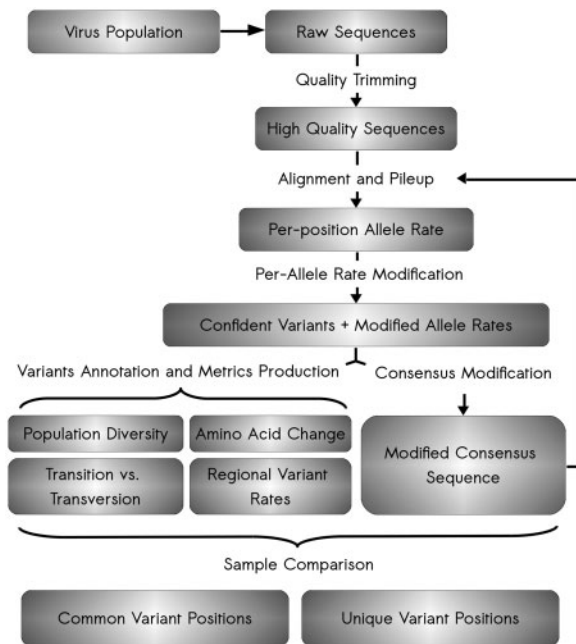 Virus Population
Raw Sequences
Quality Trimming
High Quality Sequences
Alignment and Pileup
Per-position Allele Rate
Per-Allele Rate Modification
Confident Variants + Modified Allele Rates
Variants Annotation and Metrics Production
Consensus Modification
Population Diversity
Amino Acid Change
Transition vs.
Transversion
Regional Variant
Rates
Modified Consensus
Sequence
Sample Comparison
Common Variant Positions
Unique Variant Positions